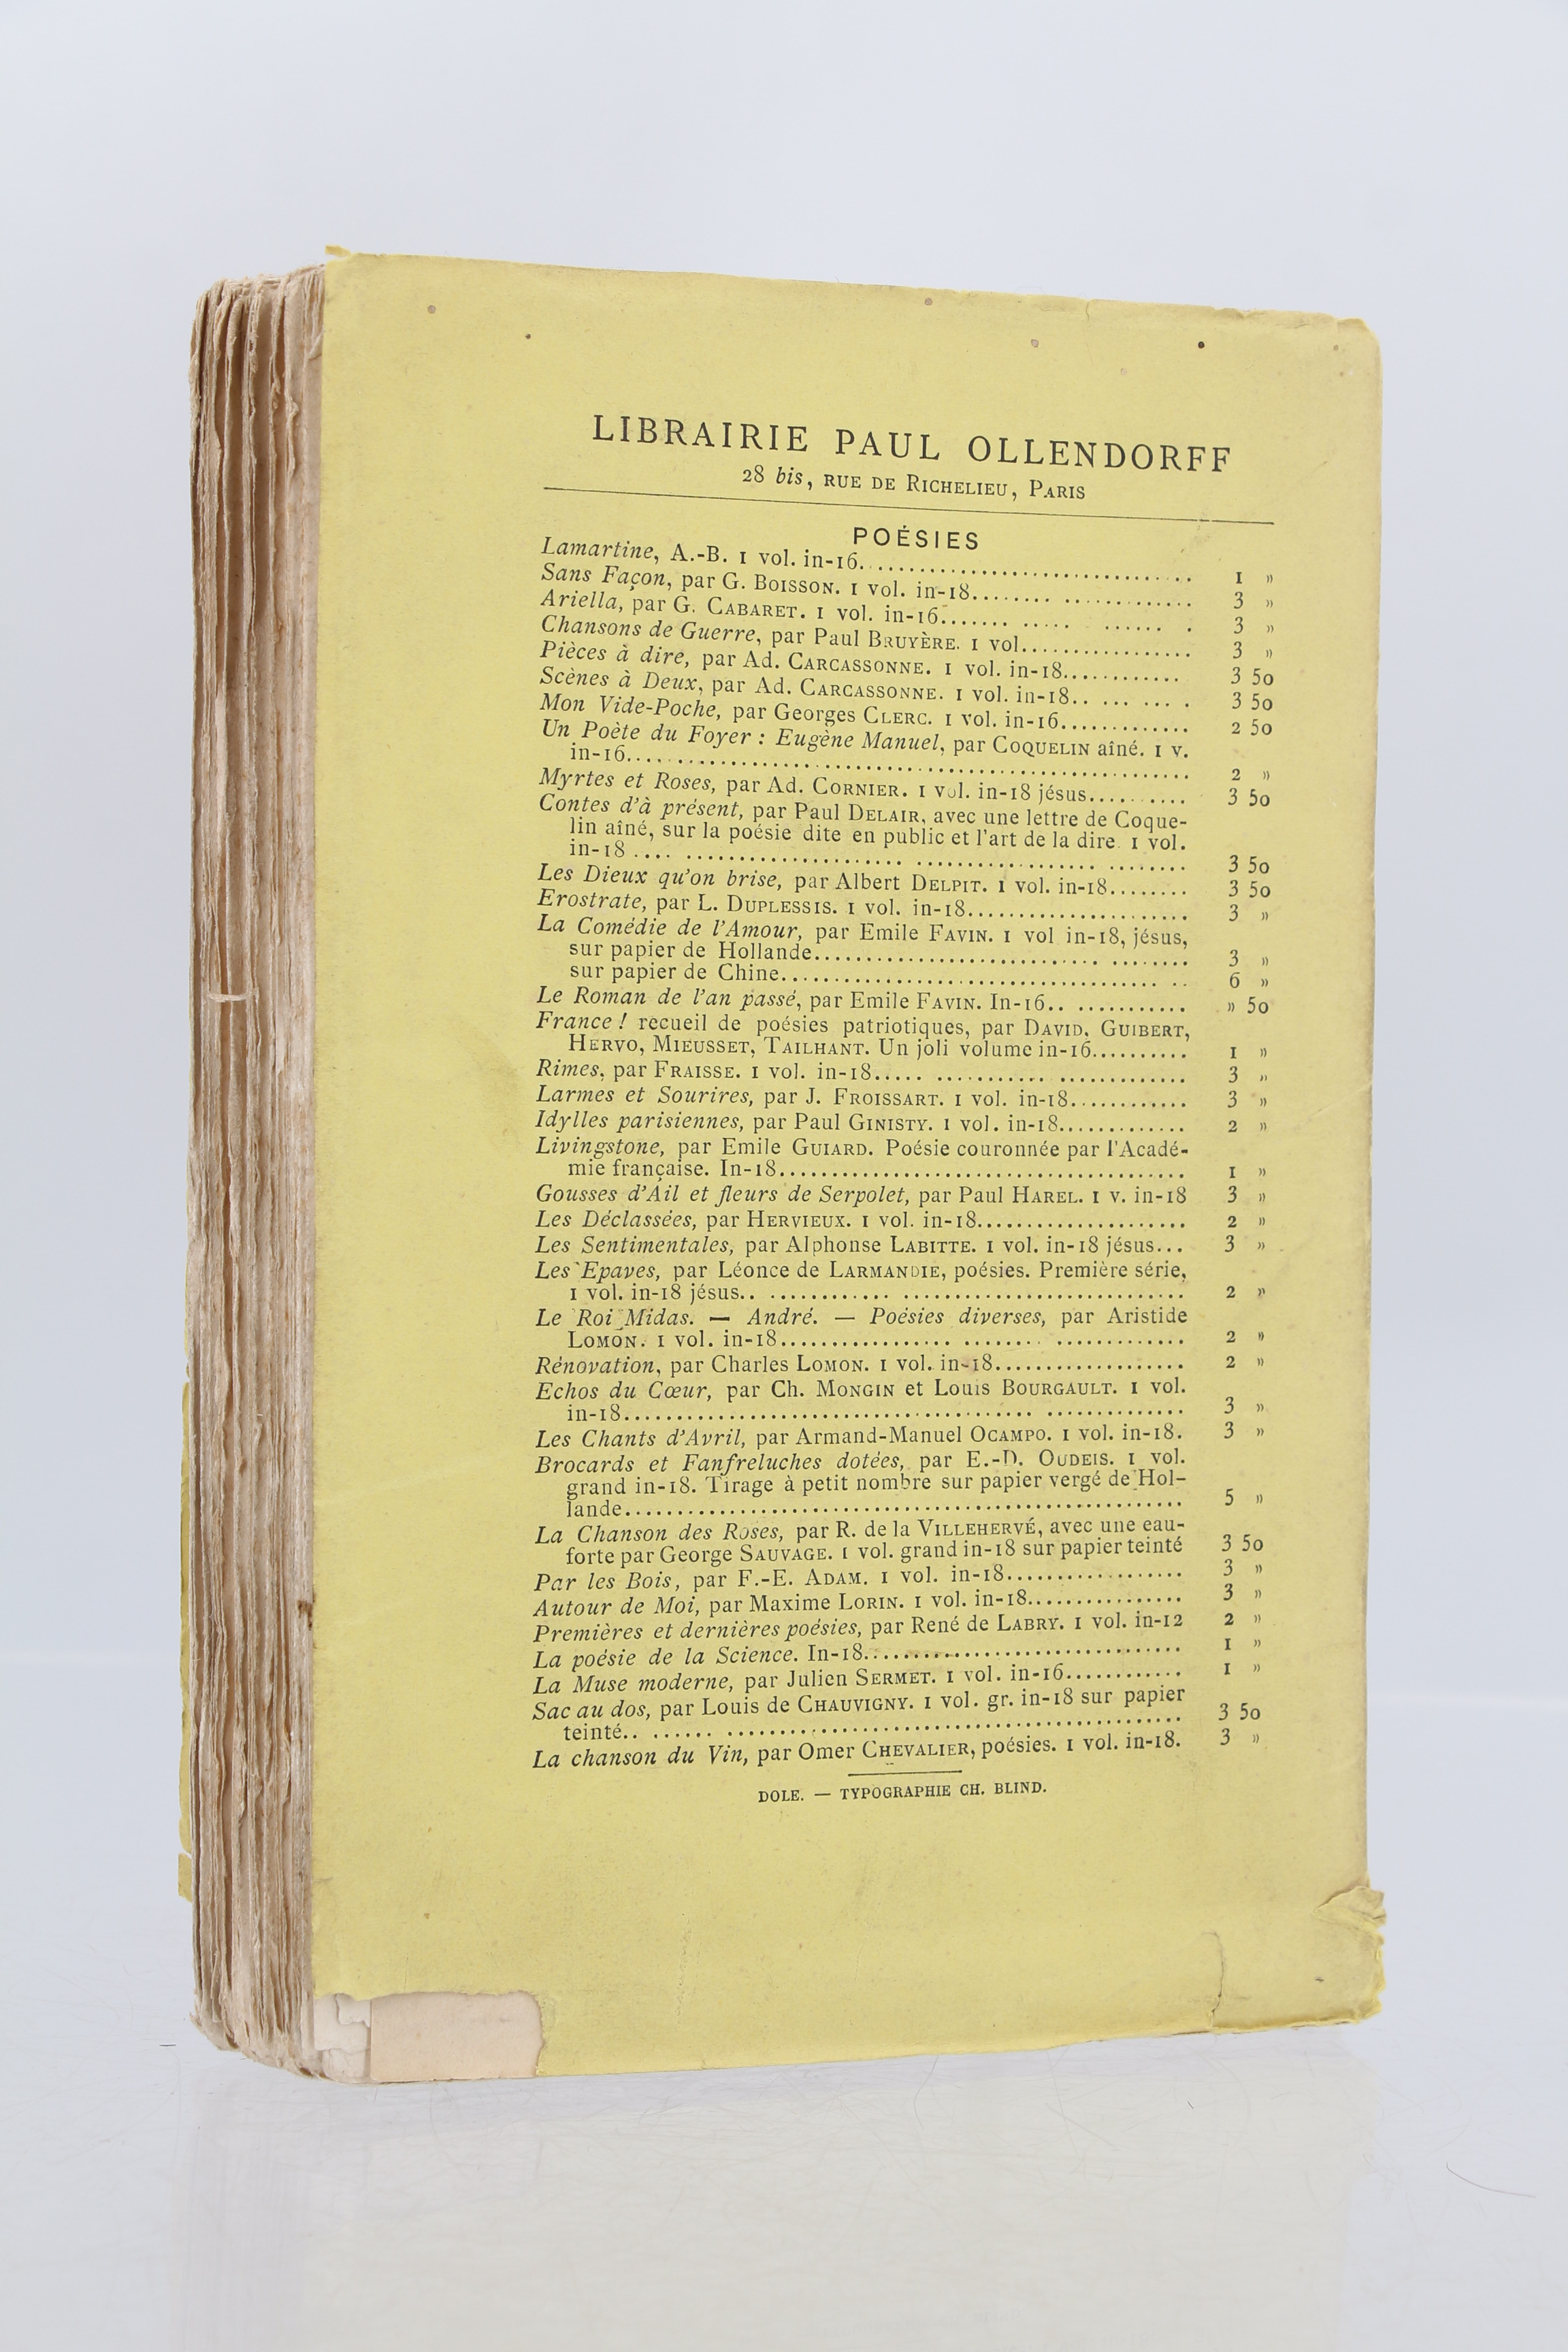 LIBRAIRIE PAUL OLLENDORFF
28 bis, RUE DE RICHELIEU, PARIS
POÉSIES
Lamartine, A.-B. 1 vol. in-16. 1 »
Sans Façon, par G. BOISSON. 1 vol. in-18. 3 »
Ariella, par G. CABARET. 1 vol. in-16. 3 »
Chansons de Guerre, par Paul BRUYÈRE. 1 vol. 3 »
Pièces à dire, par Ad. CARCASSONNE. 1 vol. in-18. 3 50
Scènes à Deux, par Ad. CARCASSONNE. 1 vol. in-18. 3 50
Mon Vide-Poche, par Georges CLERC. 1 vol. in-16. 2 50
Un Poète du Foyer : Eugène Manuel, par COQUELIN aîné. 1 v.
in-16. 2 »
Myrtes et Roses, par Ad. CORNIER. 1 vol. in-18 jésus. 3 50
Contes d'à présent, par Paul DELAIR, avec une lettre de Coque-
lin aîné, sur la poésie dite en public et l'art de la dire. 1 vol.
in-18 3 50
Les Dieux qu'on brise, par Albert DELPIT. 1 vol. in-18. 3 50
Erostrate, par L. DUPLESSIS. 1 vol. in-18. 3 »
La Comédie de l'Amour, par Emile FAVIN. 1 vol in-18, jésus,
sur papier de Hollande. 3 »
sur papier de Chine. 6 »
Le Roman de l'an passé, par Emile FAVIN. In-16. » 50
France ! recueil de poésies patriotiques, par DAVID, GUIBERT,
HERVO, MIEUSSET, TAILHANT. Un joli volume in-16. 1 »
Rimes, par FRAISSE. 1 vol. in-18. 3 »
Larmes et Sourires, par J. FROISSART. 1 vol. in-18. 3 »
Idylles parisiennes, par Paul GINISTY. 1 vol. in-18. 2 »
Livingstone, par Emile GUIARD. Poésie couronnée par l'Acadé-
mie française. In-18. 1 »
Gousses d'Ail et fleurs de Serpolet, par Paul HAREL. 1 v. in-18 3 »
Les Déclassées, par HERVIEUX. 1 vol. in-18. 2 »
Les Sentimentales, par Alphonse LABITTE. 1 vol. in-18 jésus... 3 »
Les Epaves, par Léonce de LARMANDIE, poésies. Première série,
1 vol. in-18 jésus. 2 »
Le Roi Midas. — André. — Poésies diverses, par Aristide
LOMON. 1 vol. in-18. 2 »
Rénovation, par Charles LOMON. 1 vol. in-18. 2 »
Echos du Cœur, par Ch. MONGIN et Louis BOURGAULT. 1 vol.
in-18. 3 »
Les Chants d'Avril, par Armand-Manuel OCAMPO. 1 vol. in-18. 3 »
Brocards et Fanfreluches dotées, par E.-D. OUDEIS. 1 vol.
grand in-18. Tirage à petit nombre sur papier vergé de Hol-
lande. 5 »
La Chanson des Roses, par R. de la VILLEHERVÉ, avec une eau-
forte par George SAUVAGE. 1 vol. grand in-18 sur papier teinté 3 50
Par les Bois, par F.-E. ADAM. 1 vol. in-18. 3 »
Autour de Moi, par Maxime LORIN. 1 vol. in-18. 3 »
Premières et dernières poésies, par René de LABRY. 1 vol. in-12 2 »
La poésie de la Science. In-18. 1 »
La Muse moderne, par Julien SERMET. 1 vol. in-16. 1 »
Sac au dos, par Louis de CHAUVIGNY. 1 vol. gr. in-18 sur papier
teinté. 3 50
La chanson du Vin, par Omer CHEVALIER, poésies. 1 vol. in-18. 3 »
DOLE. — TYPOGRAPHIE CH. BLIND.